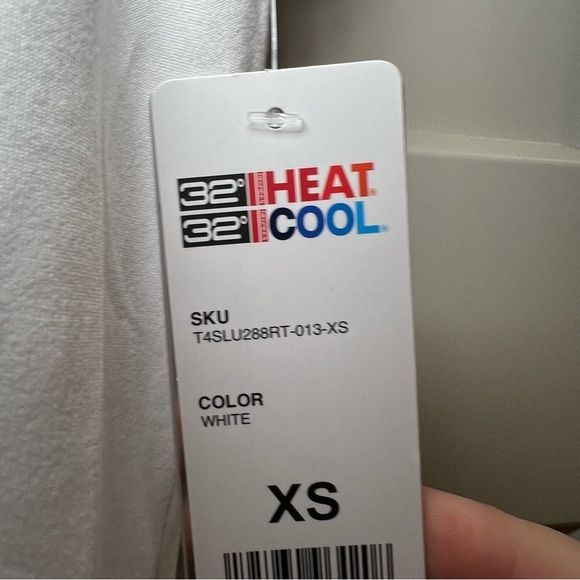 32° HEAT
32° COOL
SKU
T4SLU288RT-013-XS
COLOR
WHITE
XS